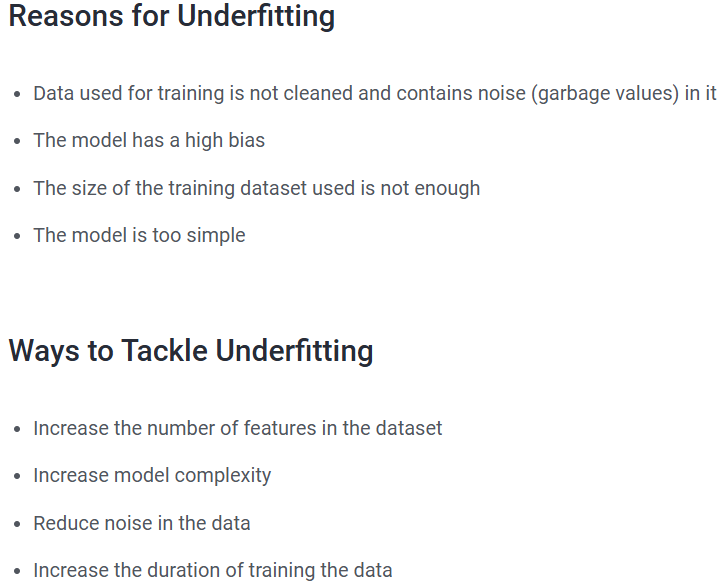 Reasons for Underfitting
• Data used for training is not cleaned and contains noise (garbage values) in it
• The model has a high bias
• The size of the training dataset used is not enough
• The model is too simple
Ways to Tackle Underfitting
• Increase the number of features in the dataset
• Increase model complexity
• Reduce noise in the data
• Increase the duration of training the data